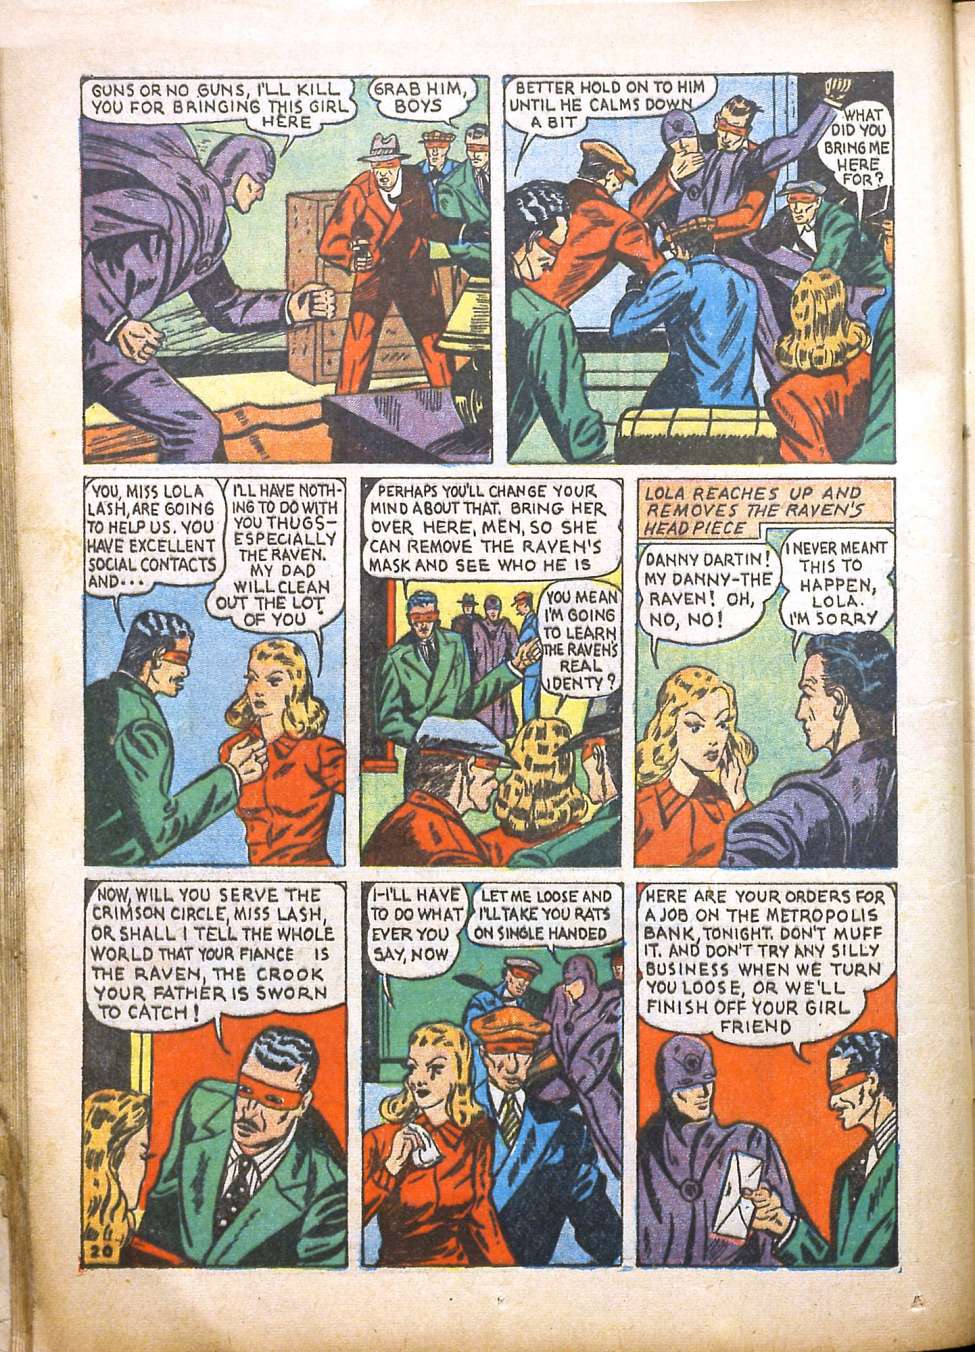 GUNS OR NO GUNS, I'LL KILL
YOU FOR BRINGING THIS GIRL
HERE
GRAB HIM,
BOYS
BETTER HOLD ON TO HIM
UNTIL HE CALMS DOWN
A BIT
WHAT
DID YOU
BRING ME
HERE
FOR?
YOU, MISS LOLA
LASH, ARE GOING
TO HELP US. YOU
HAVE EXCELLENT
SOCIAL CONTACTS
AND...
I'LL HAVE NOTH-
ING TO DO WITH
YOU THUGS-
ESPECIALLY
THE RAVEN.
MY DAD
WILL CLEAN
OUT THE LOT
OF YOU
PERHAPS YOU'LL CHANGE YOUR
MIND ABOUT THAT. BRING HER
OVER HERE, MEN, SO SHE
CAN REMOVE THE RAVEN'S
MASK AND SEE WHO HE IS
YOU MEAN
I'M GOING
TO LEARN
THE RAVEN'S
REAL
IDENTY?
LOLA REACHES UP AND
REMOVES THE RAVEN'S
HEADPIECE
DANNY DARTIN!
MY DANNY-THE
RAVEN! OH,
NO, NO!
I NEVER MEANT
THIS TO
HAPPEN,
LOLA.
I'M SORRY
NOW, WILL YOU SERVE THE
CRIMSON CIRCLE, MISS LASH,
OR SHALL I TELL THE WHOLE
WORLD THAT YOUR FIANCE IS
THE RAVEN, THE CROOK
YOUR FATHER IS SWORN
TO CATCH!
20
I-I'LL HAVE
TO DO WHAT
EVER YOU
SAY, NOW
LET ME LOOSE AND
I'LL TAKE YOU RATS
ON SINGLE HANDED
HERE ARE YOUR ORDERS FOR
A JOB ON THE METROPOLIS
BANK, TONIGHT. DON'T MUFF
IT. AND DON'T TRY ANY SILLY
BUSINESS WHEN WE TURN
YOU LOOSE, OR WE'LL
FINISH OFF YOUR GIRL
FRIEND